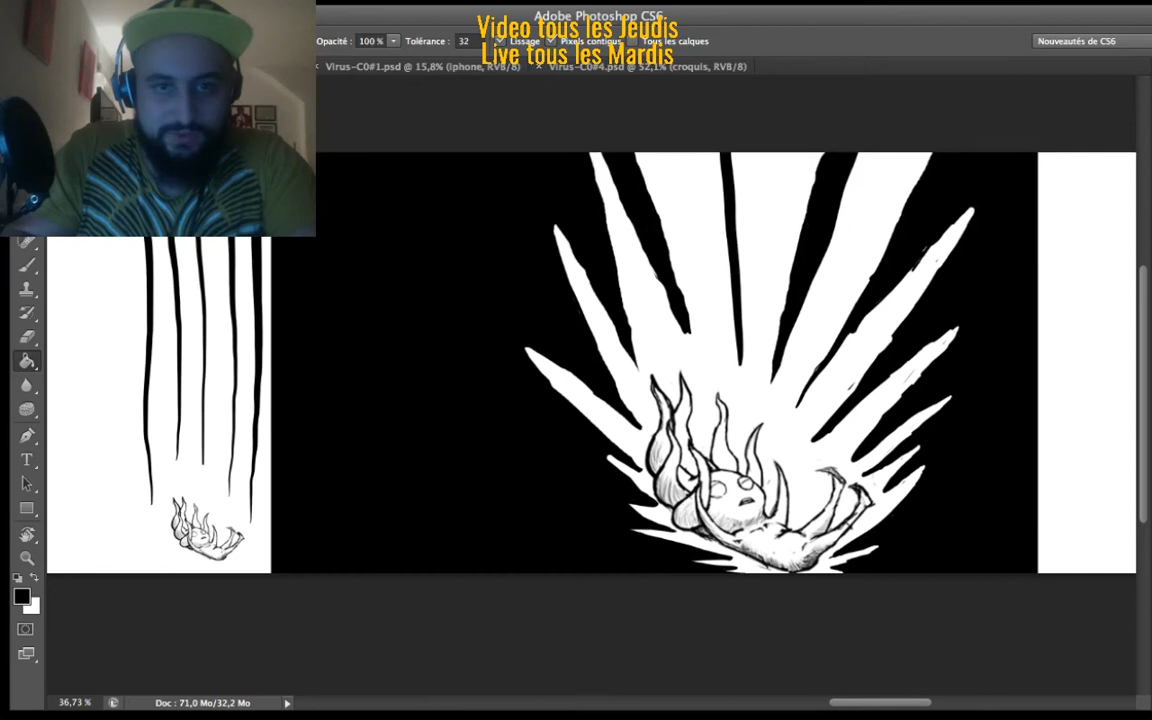 Adobe Photoshop CS6
Video tous les Jeudis
Opacité : 100 % Tolérance : 32 Lissage Pixels contigus Tous les calques Nouveautés de CS6
Live tous les Mardis
× Virus-C0#1.psd @ 15,8% (iphone, RVB/8) × Virus-C0#4.psd @ 52,1% (croquis, RVB/8)
T
36,73 % Doc : 71,0 Mo/32,2 Mo